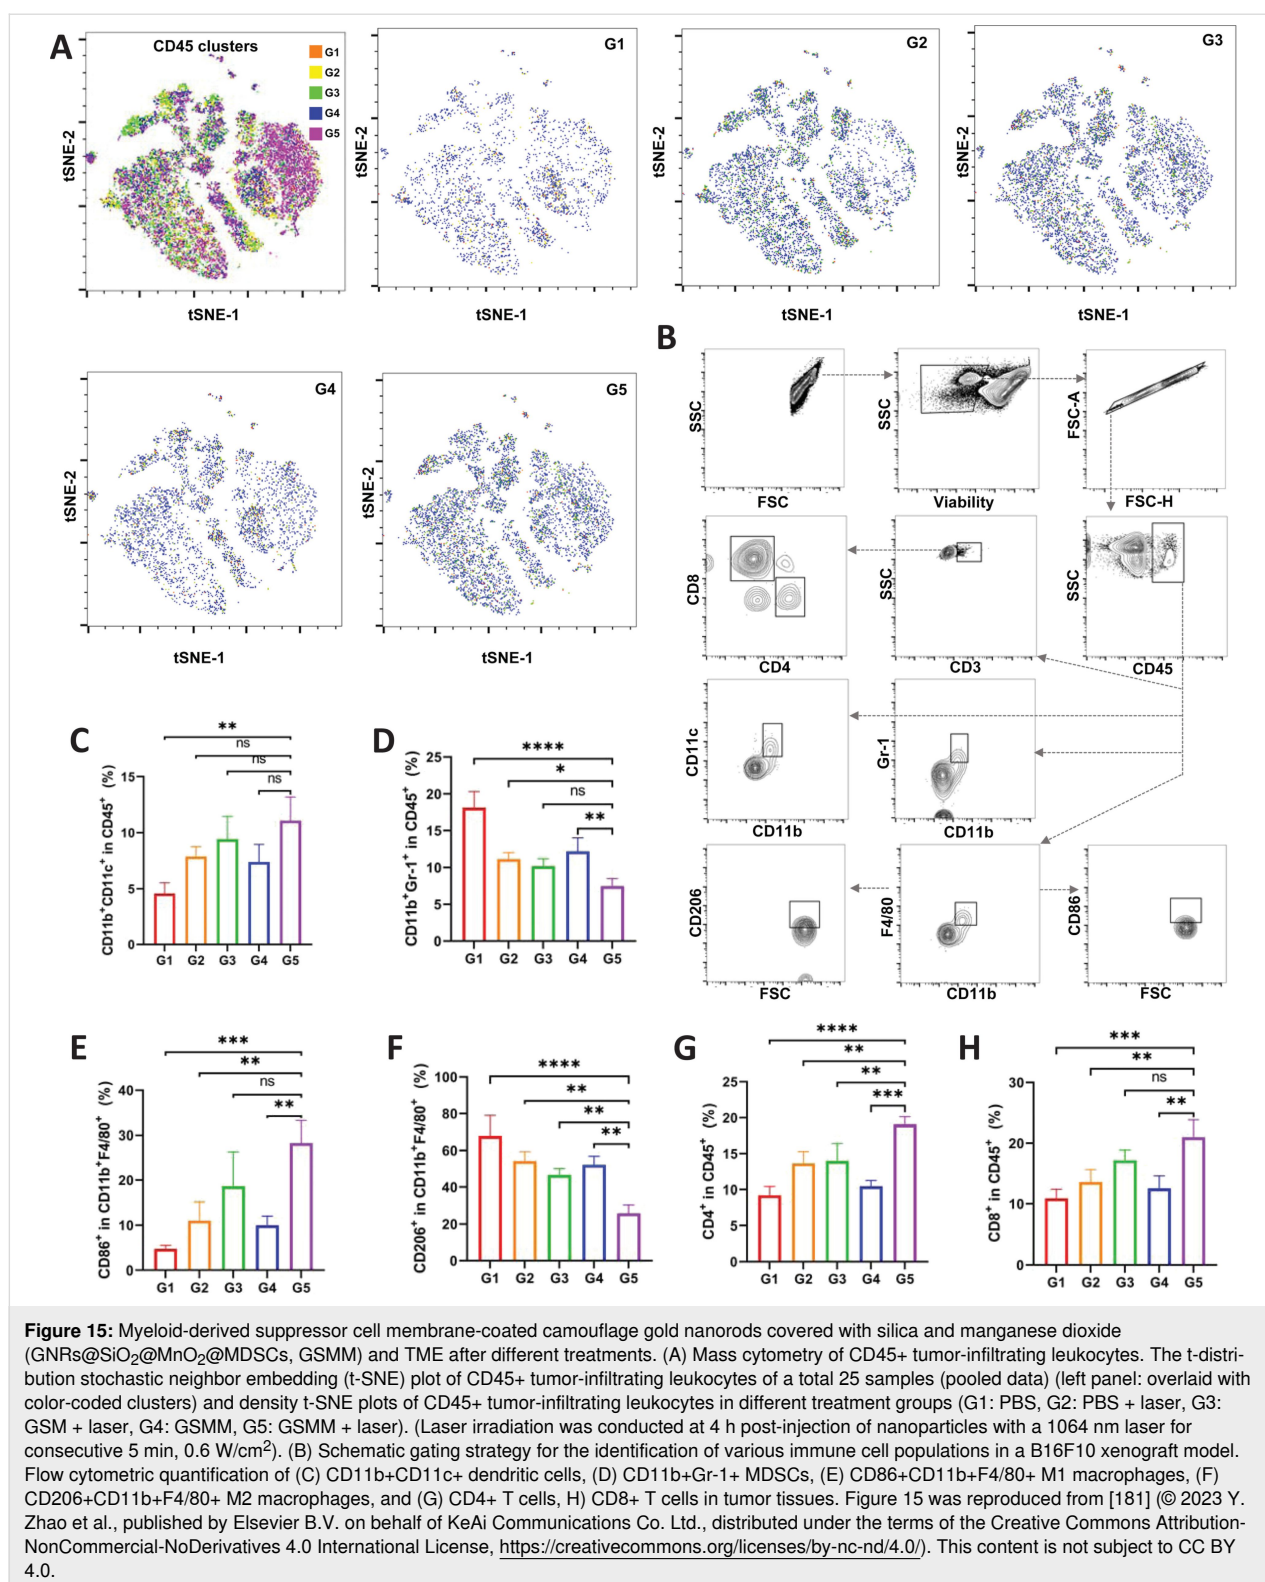 A
CD45 clusters
G1
G2
G3
G4
G5
tSNE-2
tSNE-1
G1
tSNE-1
G2
tSNE-2
tSNE-1
G3
tSNE-2
tSNE-1
G4
tSNE-2
tSNE-1
G5
tSNE-2
tSNE-1
B
SSC
FSC
SSC
Viability
FSC-A
FSC-H
CD8
CD4
SSC
CD3
SSC
CD45
CD11c
CD11b
Gr-1
CD11b
CD206
FSC
F4/80
CD11b
CD86
FSC
C
CD11b⁺CD11c⁺ in CD45⁺ (%)
**
ns
ns
ns
15
10
5
0
G1 G2 G3 G4 G5
D
CD11b⁺Gr-1⁺ in CD45⁺ (%)
****
*
ns
**
25
20
15
10
5
0
G1 G2 G3 G4 G5
E
CD86⁺ in CD11b⁺F4/80⁺ (%)
***
**
ns
**
40
30
20
10
0
G1 G2 G3 G4 G5
F
CD206⁺ in CD11b⁺F4/80⁺ (%)
****
**
**
**
100
80
60
40
20
0
G1 G2 G3 G4 G5
G
CD4⁺ in CD45⁺ (%)
****
**
**
***
25
20
15
10
5
0
G1 G2 G3 G4 G5
H
CD8⁺ in CD45⁺ (%)
***
**
ns
**
30
20
10
0
G1 G2 G3 G4 G5
Figure 15: Myeloid-derived suppressor cell membrane-coated camouflage gold nanorods covered with silica and manganese dioxide
(GNRs@SiO₂@MnO₂@MDSCs, GSMM) and TME after different treatments. (A) Mass cytometry of CD45+ tumor-infiltrating leukocytes. The t-distri-
bution stochastic neighbor embedding (t-SNE) plot of CD45+ tumor-infiltrating leukocytes of a total 25 samples (pooled data) (left panel: overlaid with
color-coded clusters) and density t-SNE plots of CD45+ tumor-infiltrating leukocytes in different treatment groups (G1: PBS, G2: PBS + laser, G3:
GSM + laser, G4: GSMM, G5: GSMM + laser). (Laser irradiation was conducted at 4 h post-injection of nanoparticles with a 1064 nm laser for
consecutive 5 min, 0.6 W/cm²). (B) Schematic gating strategy for the identification of various immune cell populations in a B16F10 xenograft model.
Flow cytometric quantification of (C) CD11b+CD11c+ dendritic cells, (D) CD11b+Gr-1+ MDSCs, (E) CD86+CD11b+F4/80+ M1 macrophages, (F)
CD206+CD11b+F4/80+ M2 macrophages, and (G) CD4+ T cells, H) CD8+ T cells in tumor tissues. Figure 15 was reproduced from [181] (© 2023 Y.
Zhao et al., published by Elsevier B.V. on behalf of KeAi Communications Co. Ltd., distributed under the terms of the Creative Commons Attribution-
NonCommercial-NoDerivatives 4.0 International License, https://creativecommons.org/licenses/by-nc-nd/4.0/). This content is not subject to CC BY
4.0.